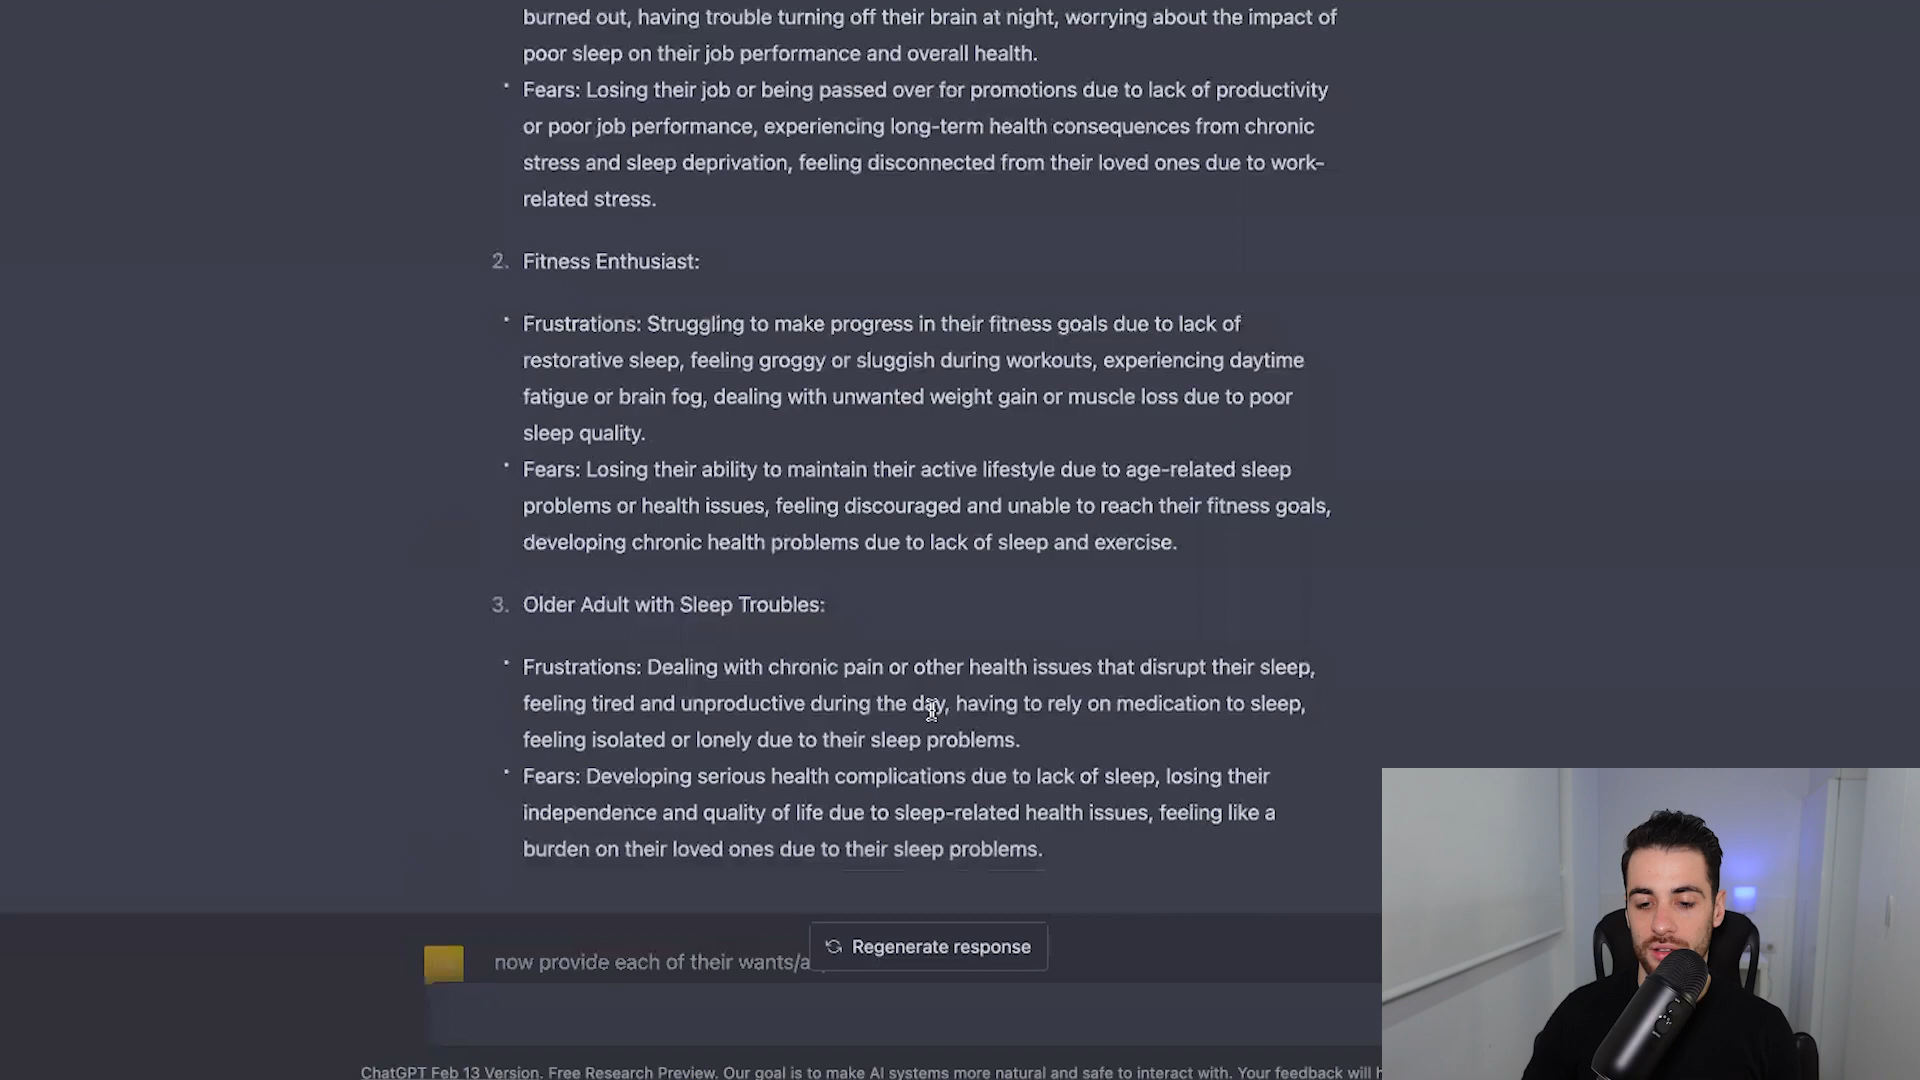 burned out, having trouble turning off their brain at night, worrying about the impact of
poor sleep on their job performance and overall health.
Fears: Losing their job or being passed over for promotions due to lack of productivity
or poor job performance, experiencing long-term health consequences from chronic
stress and sleep deprivation, feeling disconnected from their loved ones due to work-
related stress.
2. Fitness Enthusiast:
Frustrations: Struggling to make progress in their fitness goals due to lack of
restorative sleep, feeling groggy or sluggish during workouts, experiencing daytime
fatigue or brain fog, dealing with unwanted weight gain or muscle loss due to poor
sleep quality.
Fears: Losing their ability to maintain their active lifestyle due to age-related sleep
problems or health issues, feeling discouraged and unable to reach their fitness goals,
developing chronic health problems due to lack of sleep and exercise.
3. Older Adult with Sleep Troubles:
Frustrations: Dealing with chronic pain or other health issues that disrupt their sleep,
feeling tired and unproductive during the day, having to rely on medication to sleep,
feeling isolated or lonely due to their sleep problems.
Fears: Developing serious health complications due to lack of sleep, losing their
independence and quality of life due to sleep-related health issues, feeling like a
burden on their loved ones due to their sleep problems.
Regenerate response
now provide each of their wants/a
ChatGPT Feb 13 Version. Free Research Preview. Our goal is to make AI systems more natural and safe to interact with. Your feedback will